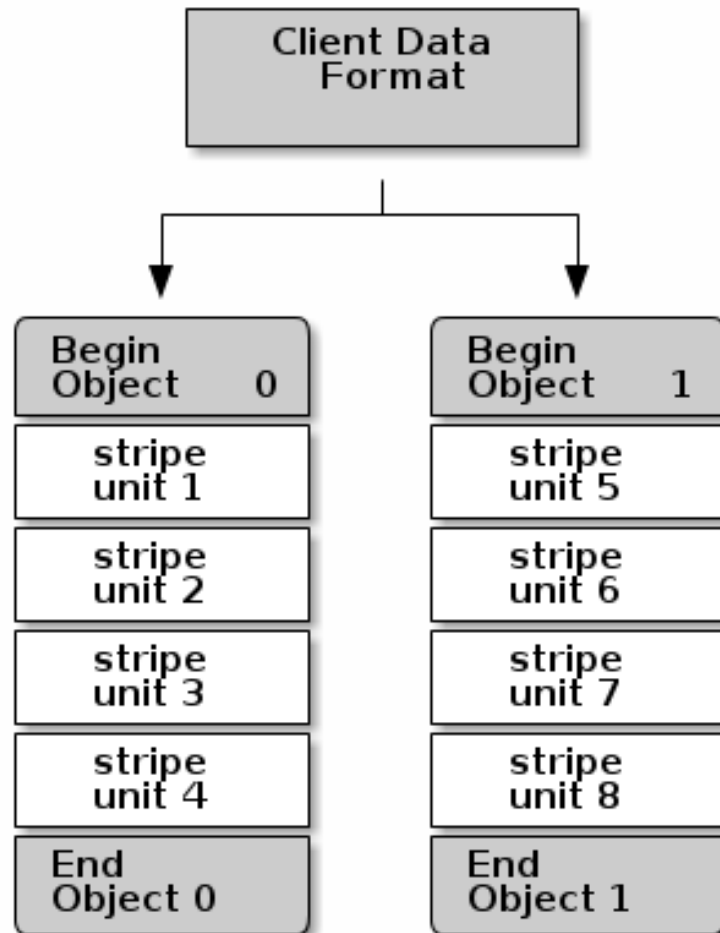 Client Data
Format
Begin
Object 0
stripe
unit 1
stripe
unit 2
stripe
unit 3
stripe
unit 4
End
Object 0
Begin
Object 1
stripe
unit 5
stripe
unit 6
stripe
unit 7
stripe
unit 8
End
Object 1